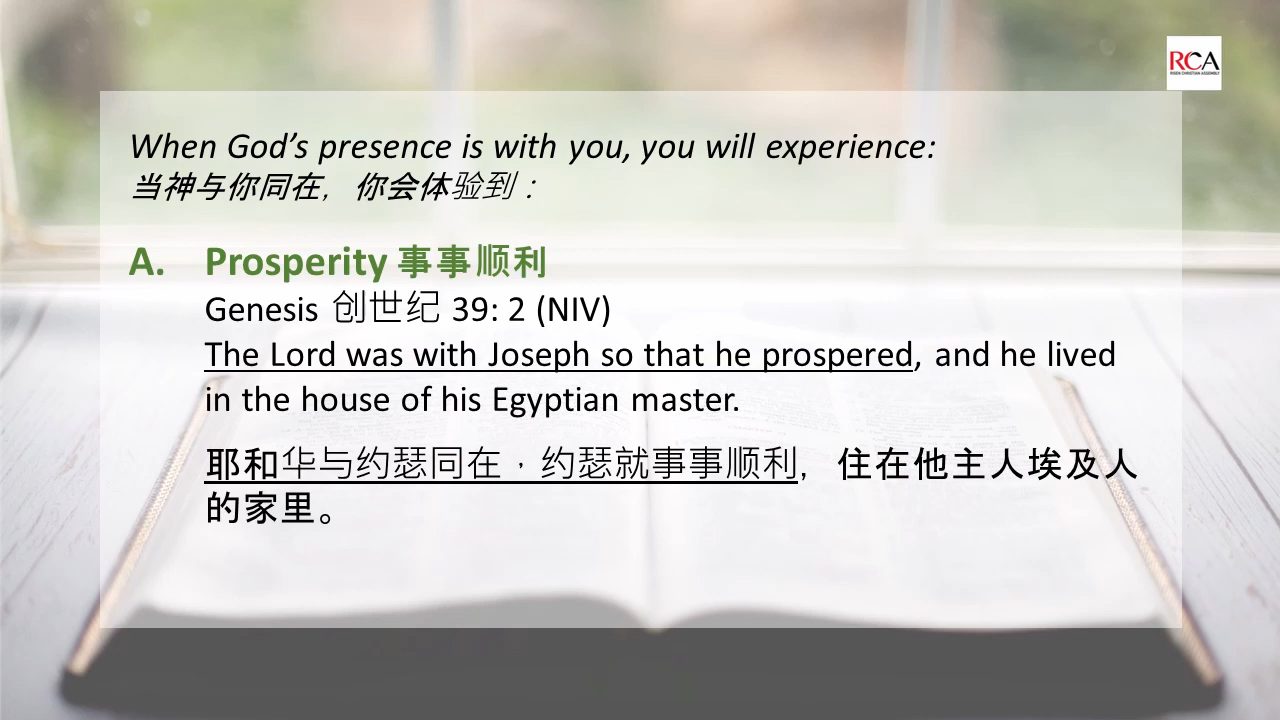 RCA
RISEN CHRISTIAN ASSEMBLY
When God’s presence is with you, you will experience:
当神与你同在， 你会体验到：
A. Prosperity 事事顺利
Genesis 创世纪 39: 2 (NIV)
The Lord was with Joseph so that he prospered, and he lived
in the house of his Egyptian master.
耶和华与约瑟同在，约瑟就事事顺利， 住在他主人埃及人
的家里。